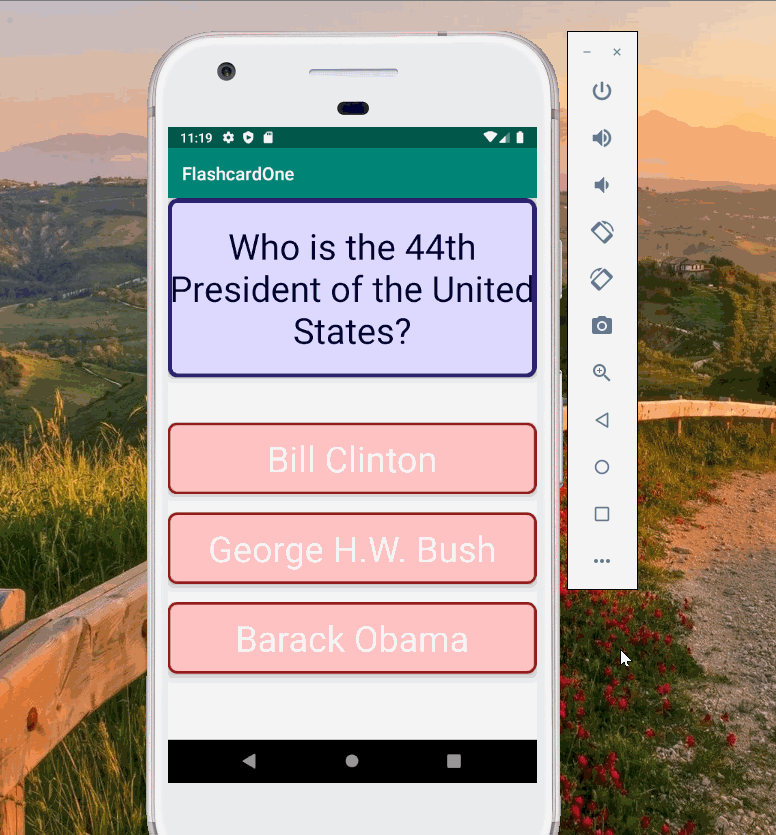 11:19
FlashcardOne
Who is the 44th
President of the United
States?
Bill Clinton
George H.W. Bush
Barack Obama